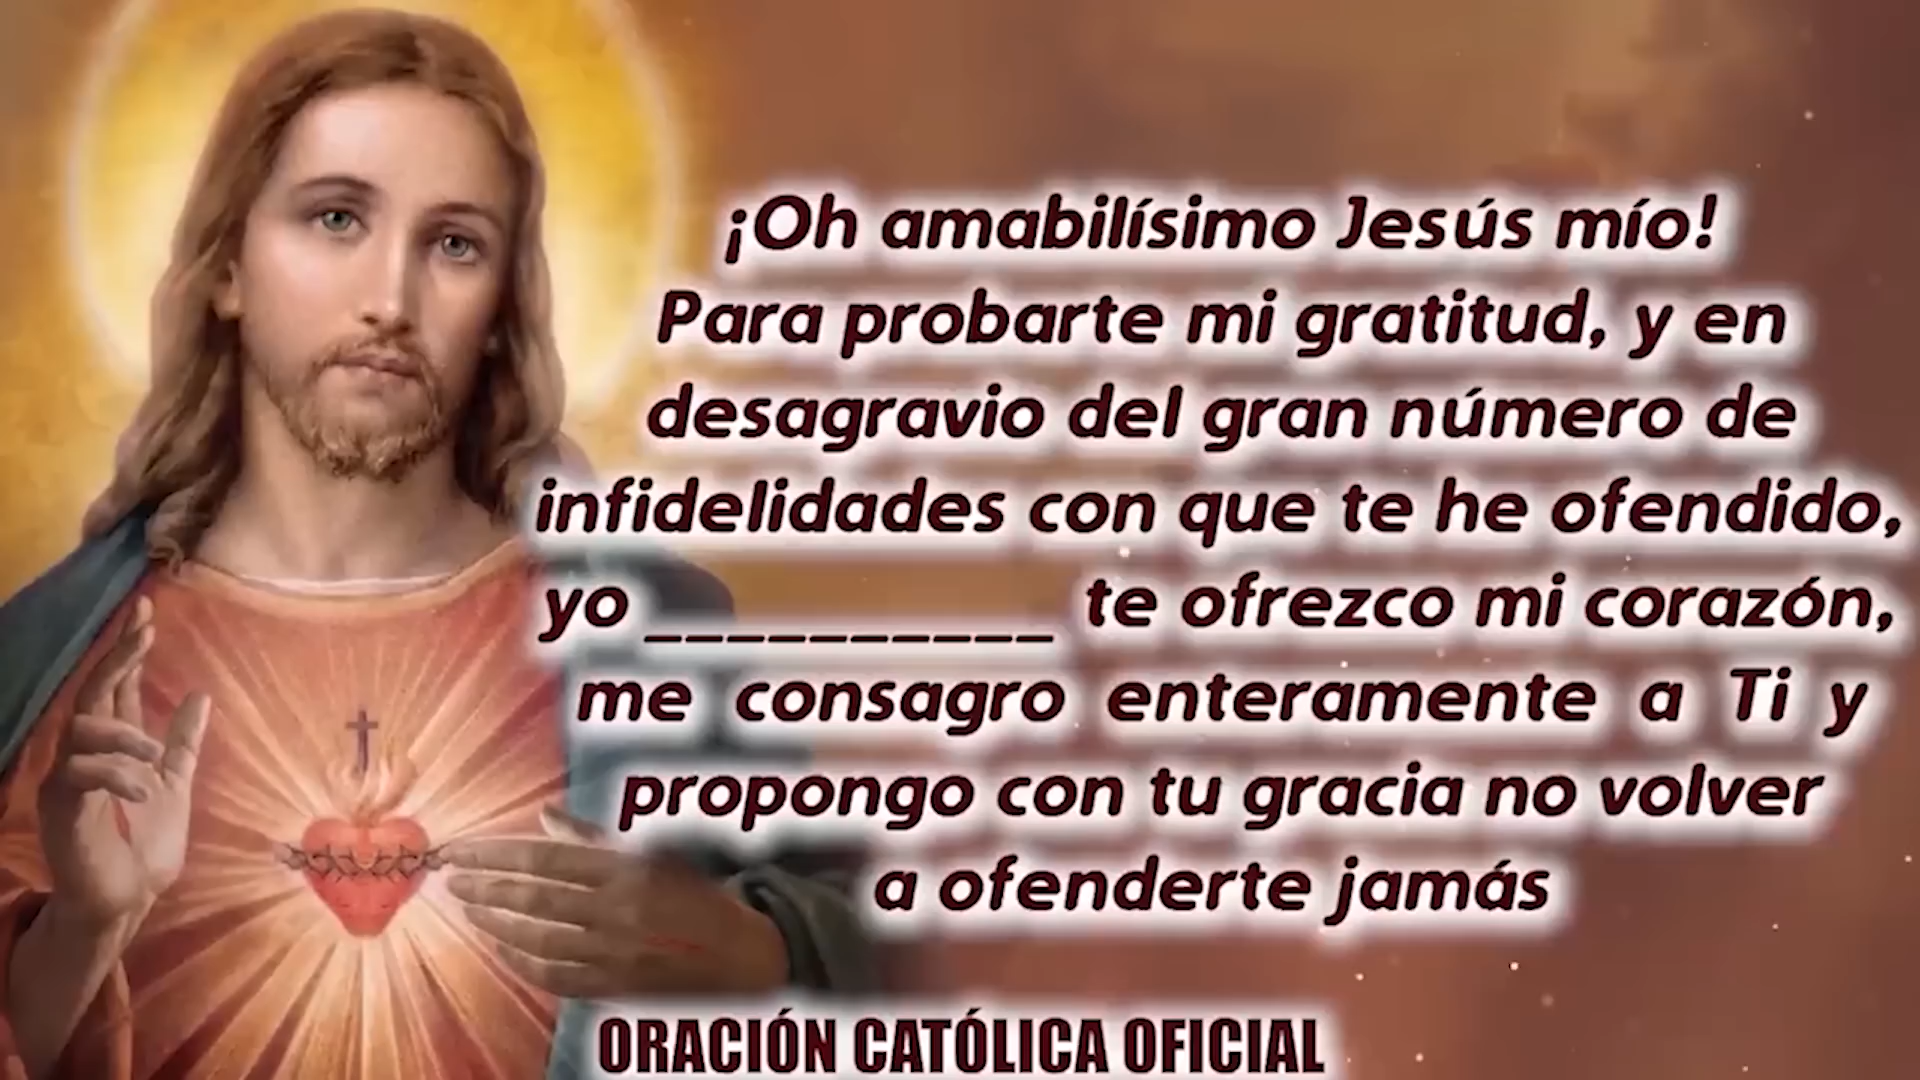 ¡Oh amabilísimo Jesús mío!
Para probarte mi gratitud, y en
desagravio del gran número de
infidelidades con que te he ofendido,
yo __________ te ofrezco mi corazón,
me consagro enteramente a Ti y
propongo con tu gracia no volver
a ofenderte jamás
ORACIÓN CATÓLICA OFICIAL